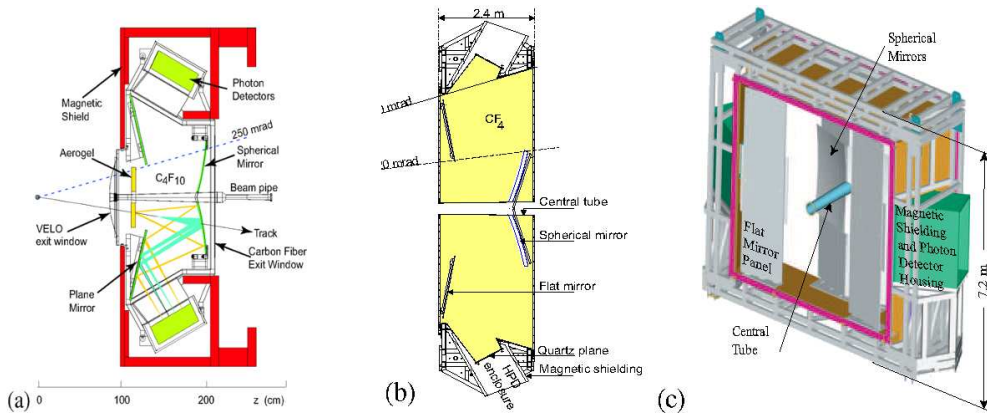 Magnetic
Shield
Photon
Detectors
250 mrad
Aerogel
C4F10
Spherical
Mirror
Beam pipe
VELO
exit window
Track
Carbon Fiber
Exit Window
Plane
Mirror
(a)
0
100
200
z (cm)
2.4 m
mrad
CF4
0 mrad
Central tube
Spherical mirror
Flat mirror
Quartz plane
Magnetic shielding
HPD
enclosure
(b)
Spherical
Mirrors
Flat
Mirror
Panel
Magnetic
Shielding
and Photon
Detector
Housing
Central
Tube
7.2 m
(c)